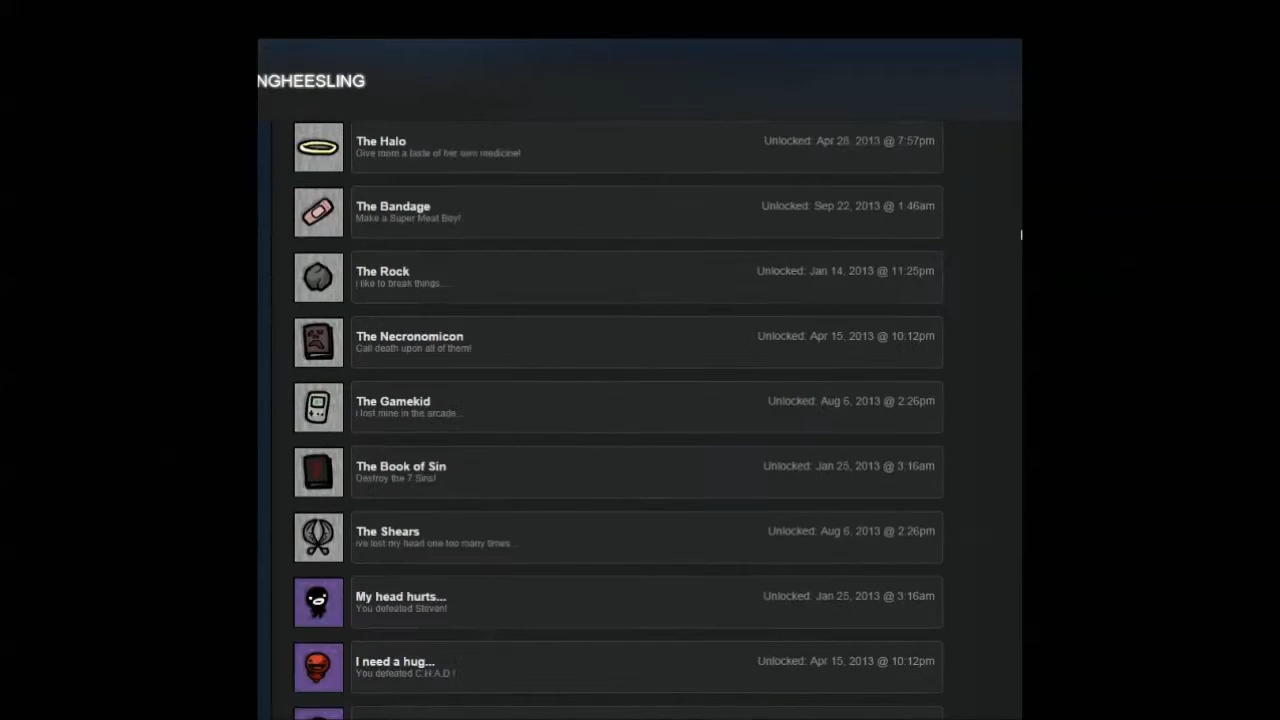 NGHEESLING
The Halo
Unlocked: Apr 28, 2013 @ 7:57pm
Give mom a taste of her own medicine!
The Bandage
Unlocked: Sep 22, 2013 @ 1:46am
Make a Super Meat Boy!
The Rock
Unlocked: Jan 14, 2013 @ 11:25pm
i like to break things....
The Necronomicon
Unlocked: Apr 15, 2013 @ 10:12pm
Call death upon all of them!
The Gamekid
Unlocked: Aug 6, 2013 @ 2:26pm
i lost mine in the arcade...
The Book of Sin
Unlocked: Jan 25, 2013 @ 3:16am
Destroy the 7 Sins!
The Shears
Unlocked: Aug 6, 2013 @ 2:26pm
ive lost my head one too many times...
My head hurts...
Unlocked: Jan 25, 2013 @ 3:16am
You defeated Steven!
I need a hug...
Unlocked: Apr 15, 2013 @ 10:12pm
You defeated C.H.A.D !